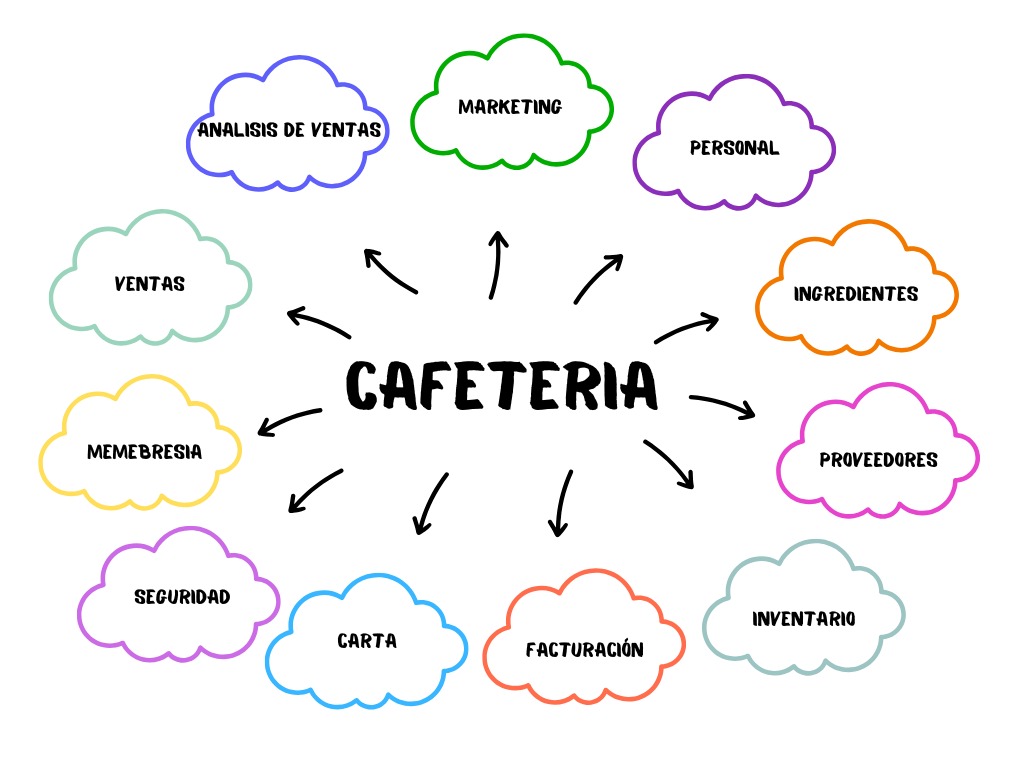 MARKETING
ANALISIS DE VENTAS
PERSONAL
VENTAS
INGREDIENTES
CAFETERIA
MEMEBRESIA
PROVEEDORES
SEGURIDAD
INVENTARIO
CARTA
FACTURACIÓN